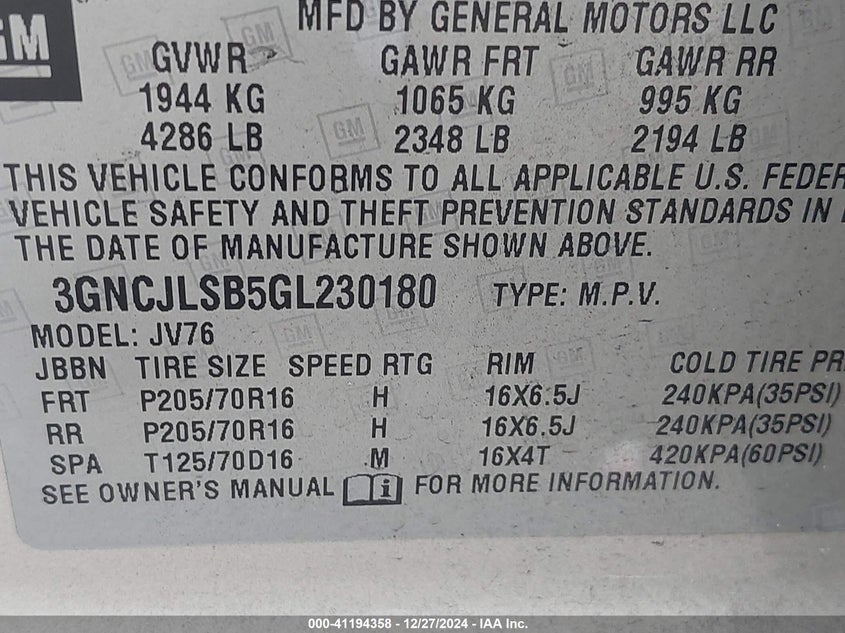 GM
MFD BY GENERAL MOTORS LLC
GVWR GAWR FRT GAWR RR
1944 KG 1065 KG 995 KG
4286 LB 2348 LB 2194 LB
THIS VEHICLE CONFORMS TO ALL APPLICABLE U.S. FEDER
VEHICLE SAFETY AND THEFT PREVENTION STANDARDS IN
THE DATE OF MANUFACTURE SHOWN ABOVE.
3GNCJLSB5GL230180 TYPE: M.P.V.
MODEL: JV76
JBBN TIRE SIZE SPEED RTG RIM COLD TIRE PR
FRT P205/70R16 H 16X6.5J 240KPA(35PSI)
RR P205/70R16 H 16X6.5J 240KPA(35PSI)
SPA T125/70D16 M 16X4T 420KPA(60PSI)
SEE OWNER'S MANUAL i FOR MORE INFORMATION.
000-41194358 - 12/27/2024 - IAA Inc.